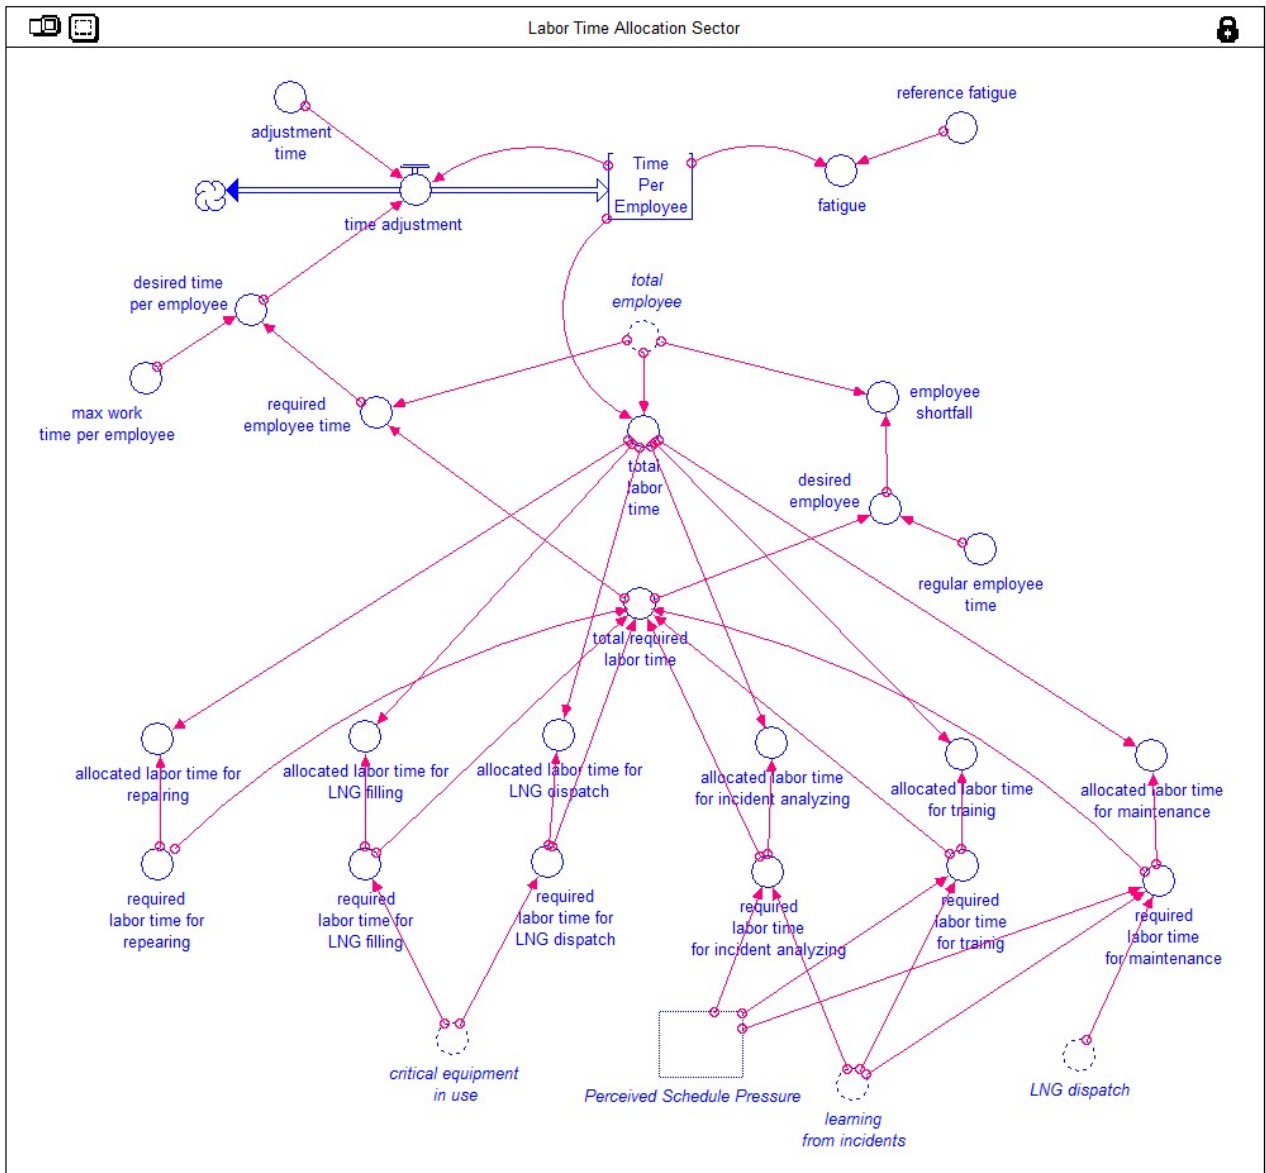 Labor Time Allocation Sector
reference fatigue
adjustment
time
Time
Per
Employee
fatigue
time adjustment
desired time
per employee
total
employee
max work
time per employee
required
employee time
employee
shortfall
total
labor
time
desired
employee
regular employee
time
total required
labor time
allocated labor time for
repairing
allocated labor time for
LNG filling
allocated labor time for
LNG dispatch
allocated labor time
for incident analyzing
allocated labor time
for trainig
allocated labor time
for maintenance
required
labor time for
repearing
required
labor time for
LNG filling
required
labor time for
LNG dispatch
required
labor time
for incident analyzing
required
labor time
for trainig
required
labor time
for maintenance
critical equipment
in use
Perceived Schedule Pressure
learning
from incidents
LNG dispatch